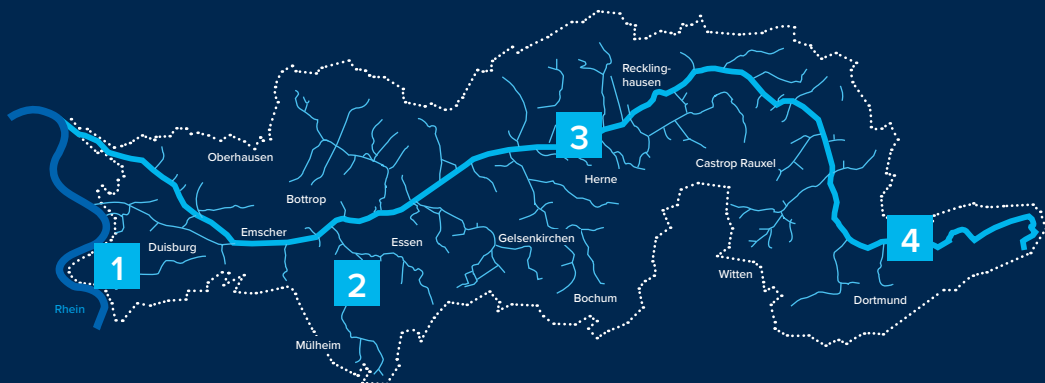 Reckling-
hausen
3
Oberhausen
Castrop Rauxel
Herne
Bottrop
Emscher
Gelsenkirchen
Duisburg
Essen
4
1
Witten
2
Bochum
Dortmund
Rhein
Mülheim